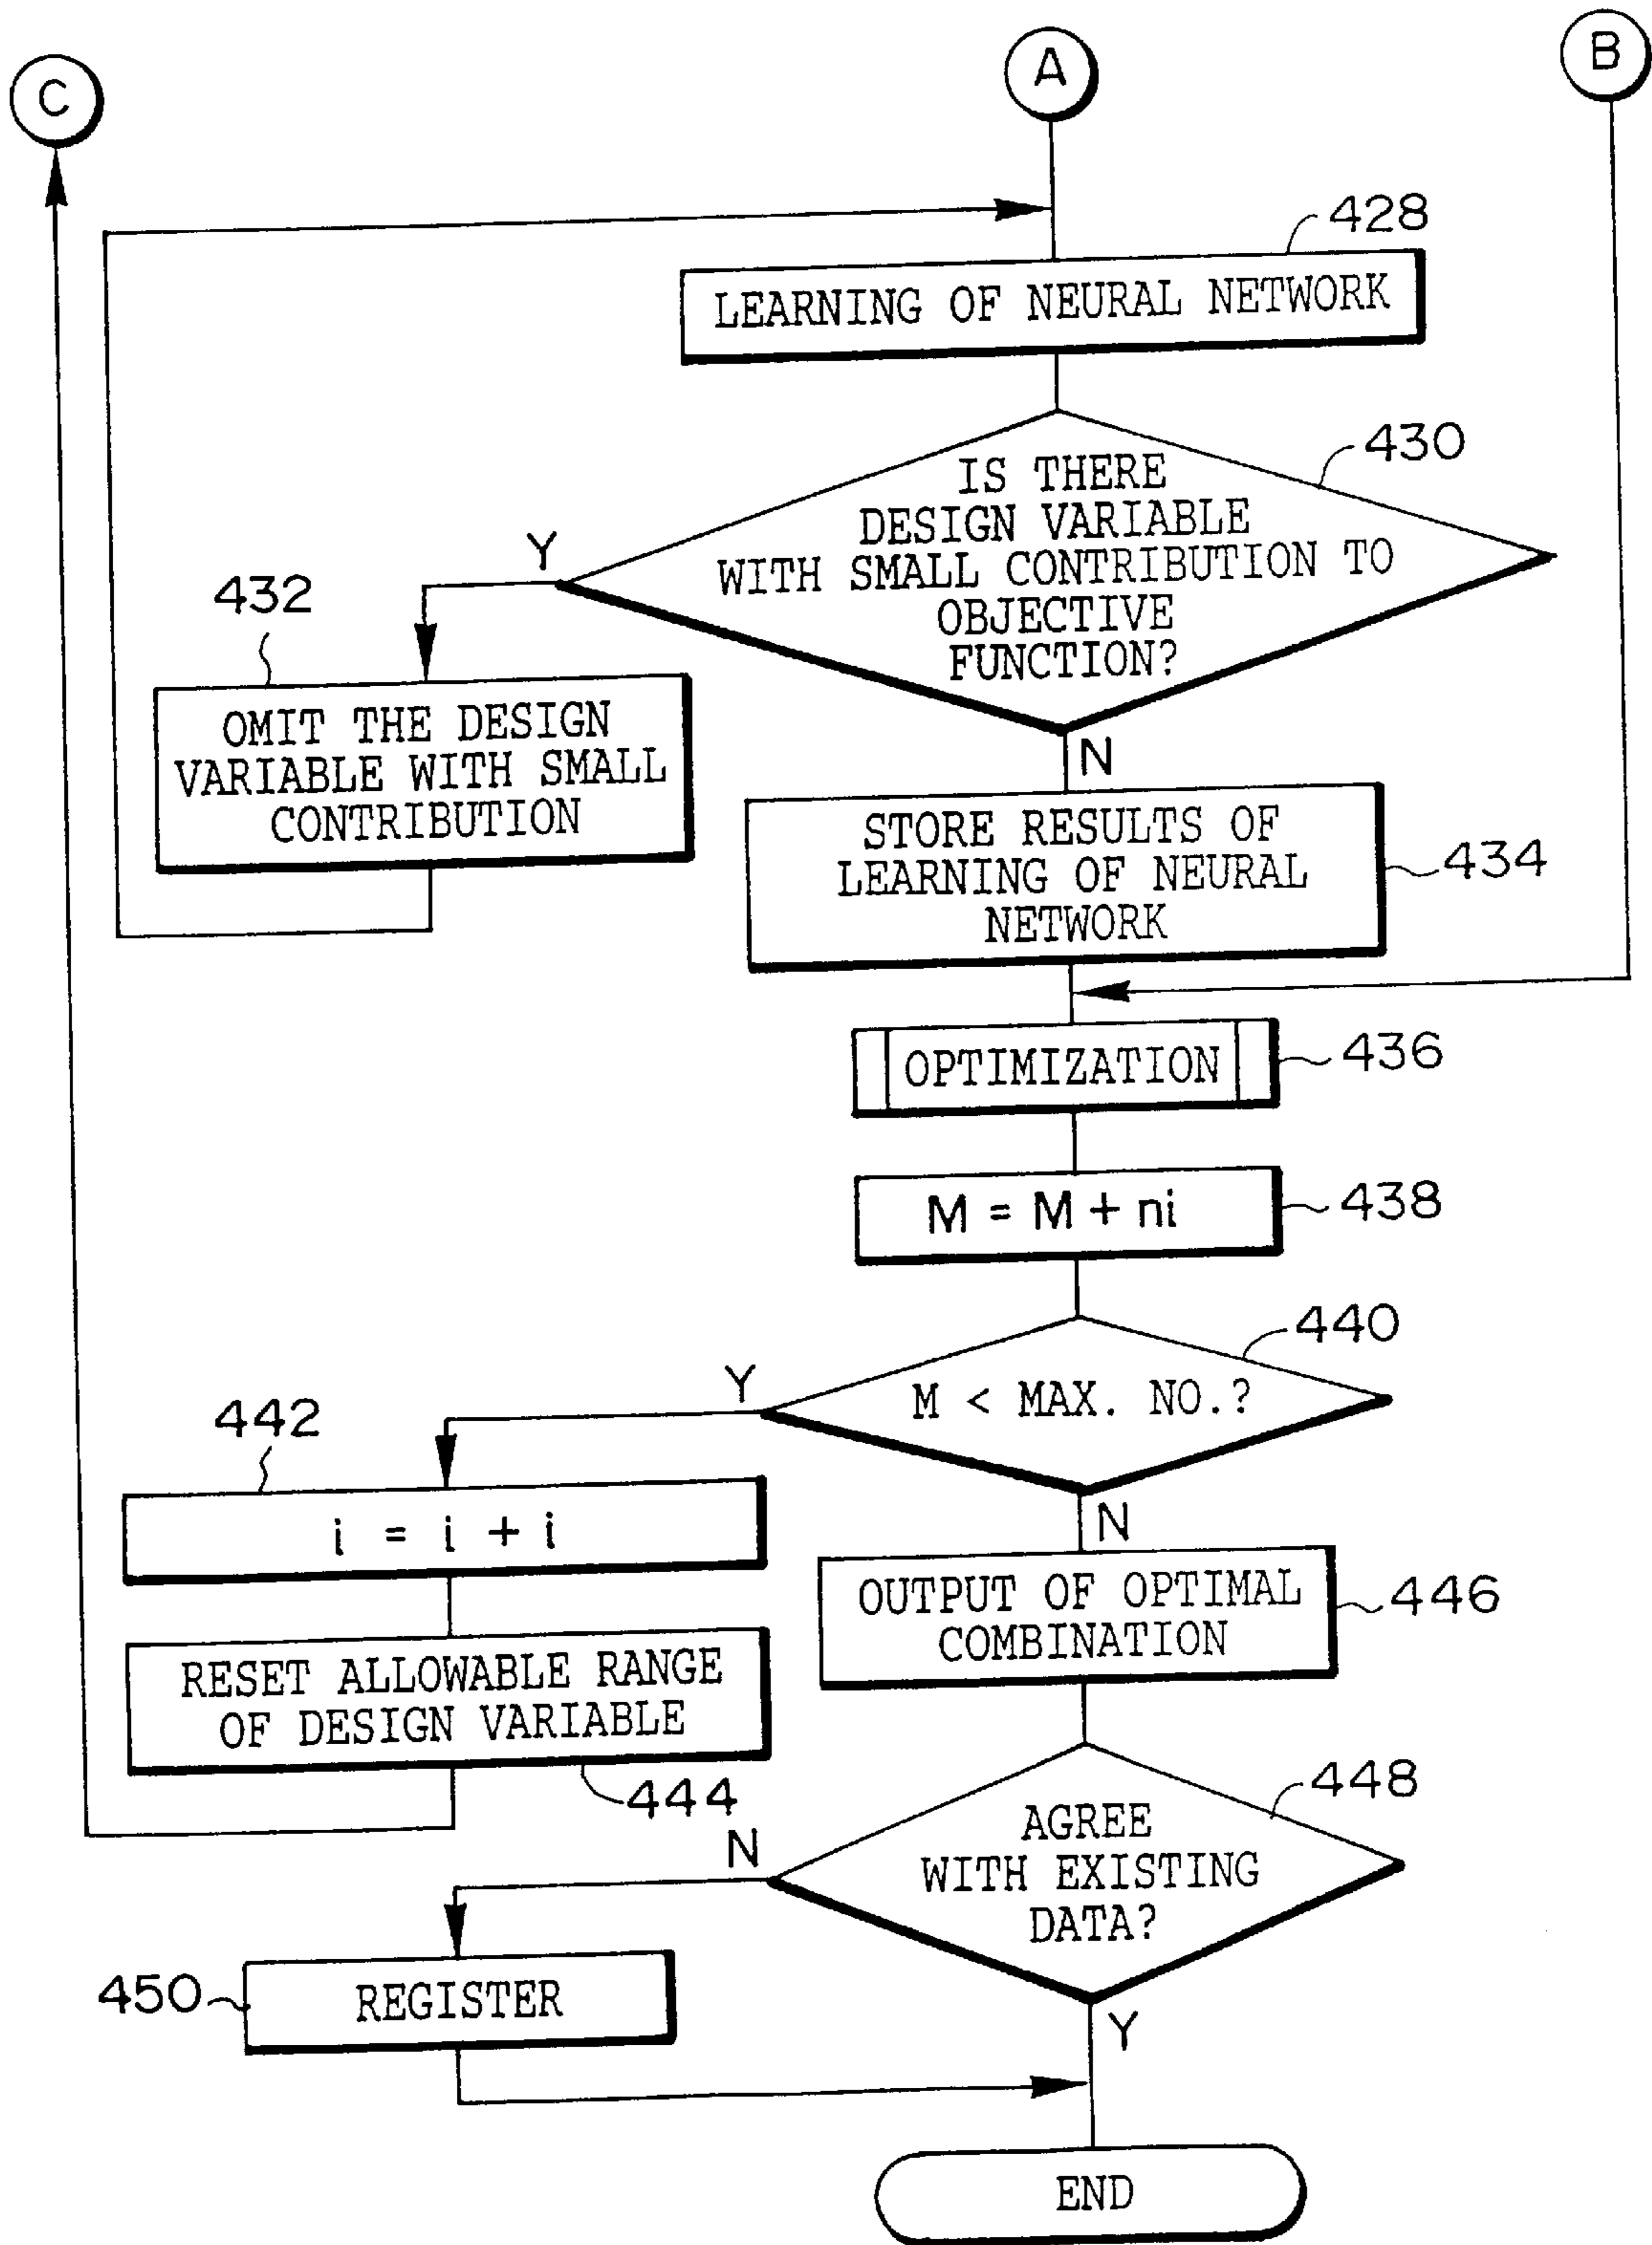 C
A
B
428
LEARNING OF NEURAL NETWORK
430
IS THERE
DESIGN VARIABLE
WITH SMALL CONTRIBUTION TO
OBJECTIVE
FUNCTION?
Y
N
432
OMIT THE DESIGN
VARIABLE WITH SMALL
CONTRIBUTION
STORE RESULTS OF
LEARNING OF NEURAL
NETWORK
434
OPTIMIZATION
436
M = M + ni
438
440
M < MAX. NO.?
Y
N
442
i = i + i
RESET ALLOWABLE RANGE
OF DESIGN VARIABLE
444
OUTPUT OF OPTIMAL
COMBINATION
446
448
AGREE
WITH EXISTING
DATA?
N
Y
450
REGISTER
END